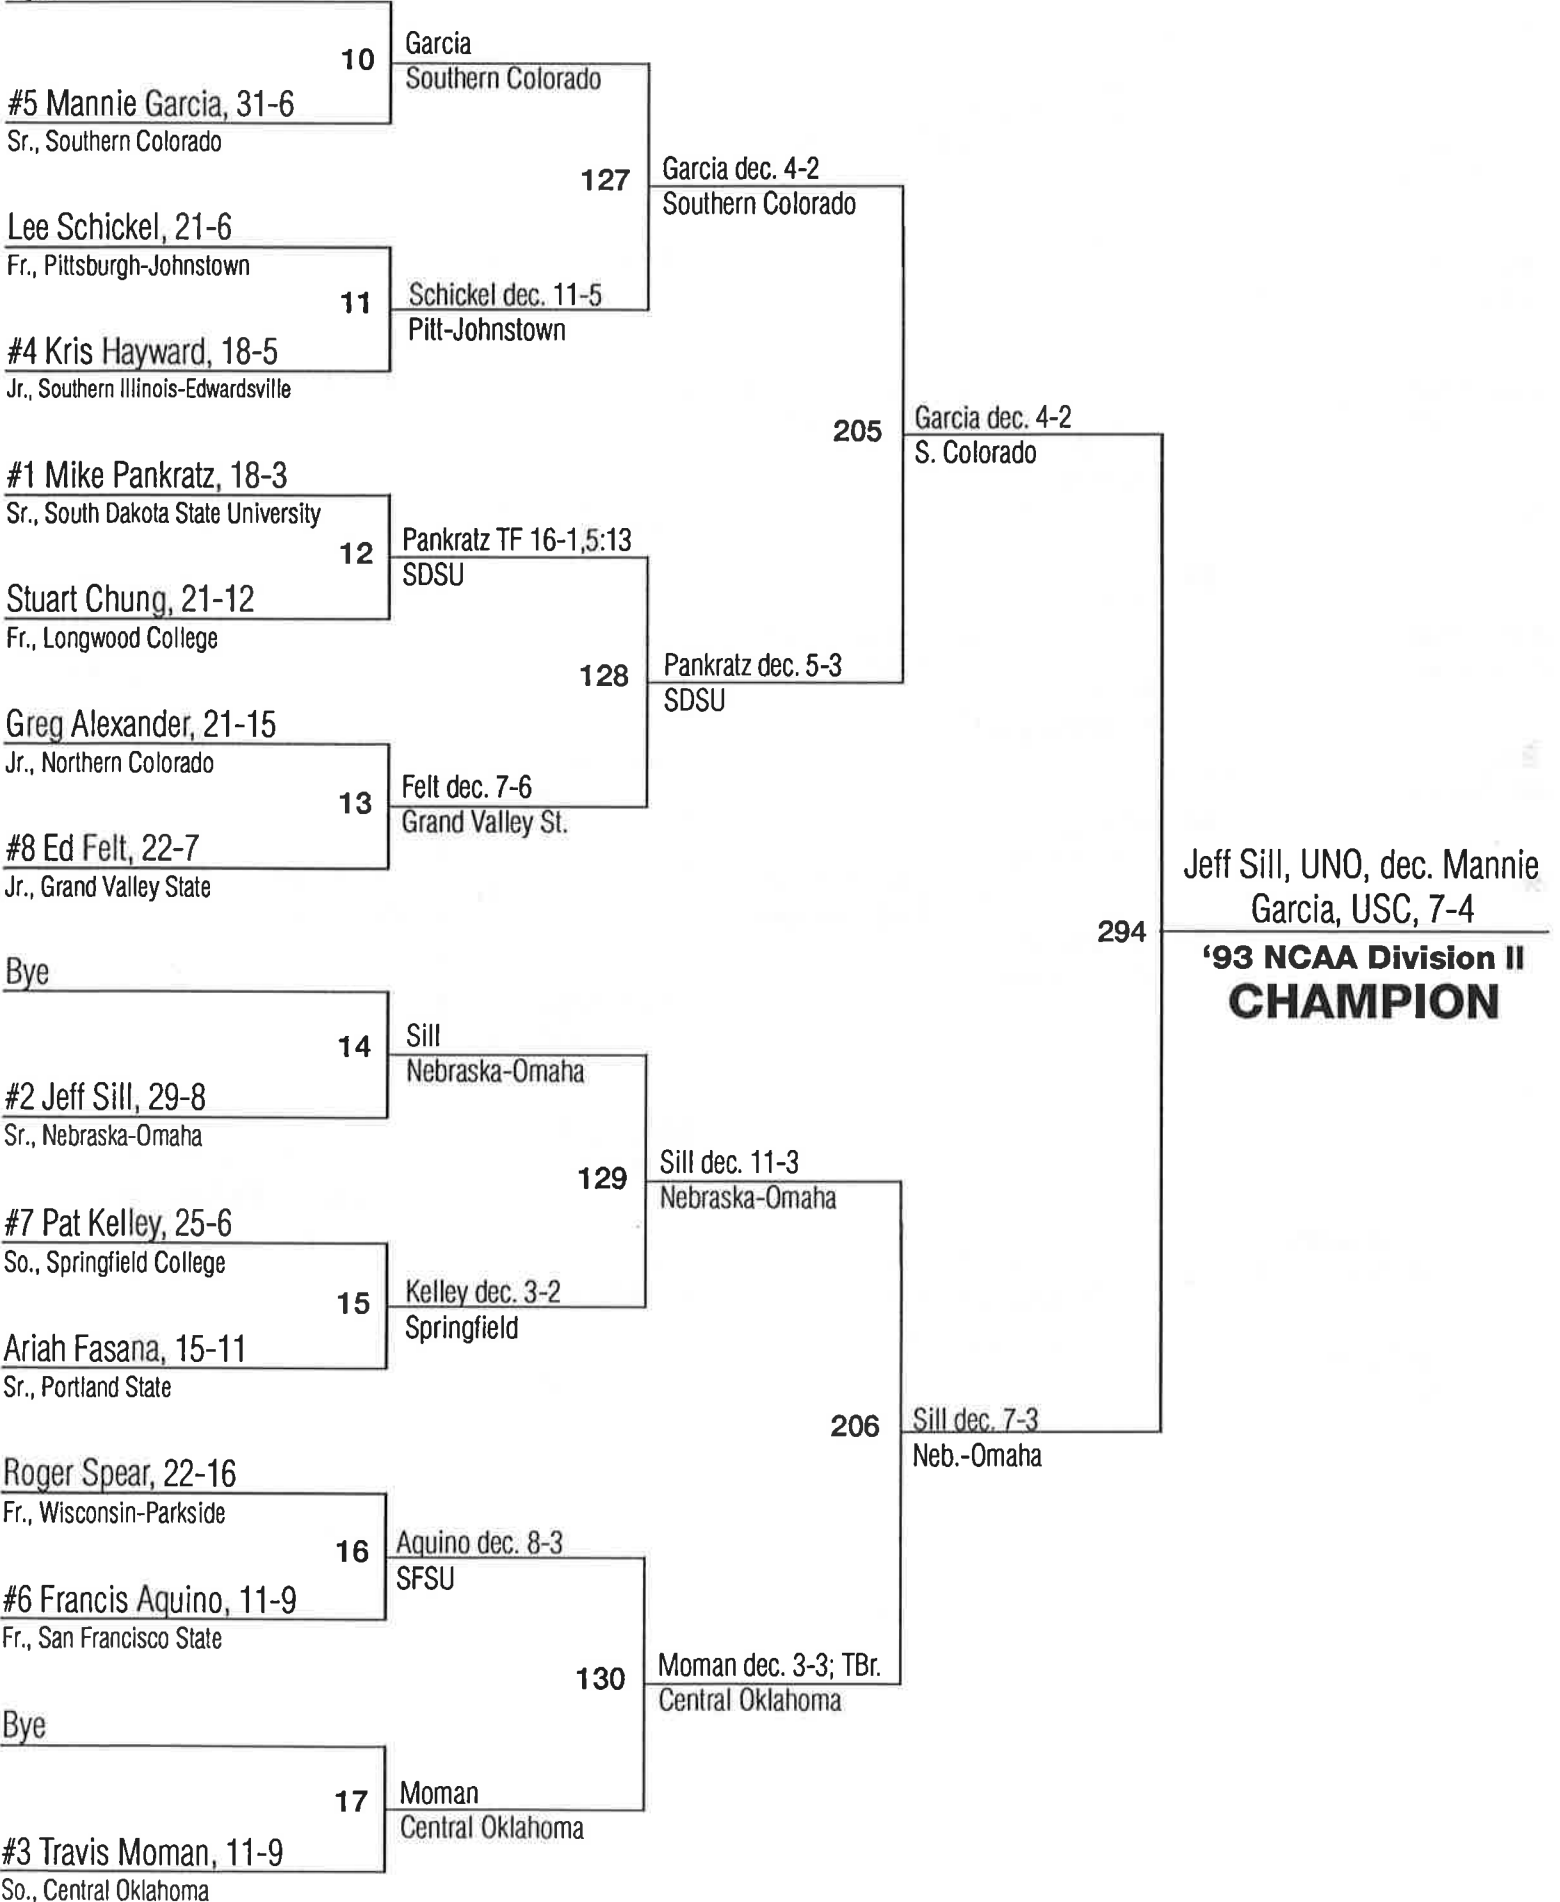 10
Garcia
Southern Colorado
#5 Mannie Garcia, 31-6
Sr., Southern Colorado
127
Garcia dec. 4-2
Southern Colorado
Lee Schickel, 21-6
Fr., Pittsburgh-Johnstown
11
Schickel dec. 11-5
Pitt-Johnstown
#4 Kris Hayward, 18-5
Jr., Southern Illinois-Edwardsville
205
Garcia dec. 4-2
S. Colorado
#1 Mike Pankratz, 18-3
Sr., South Dakota State University
12
Pankratz TF 16-1,5:13
SDSU
Stuart Chung, 21-12
Fr., Longwood College
128
Pankratz dec. 5-3
SDSU
Greg Alexander, 21-15
Jr., Northern Colorado
13
Felt dec. 7-6
Grand Valley St.
#8 Ed Felt, 22-7
Jr., Grand Valley State
294
Jeff Sill, UNO, dec. Mannie
Garcia, USC, 7-4
‘93 NCAA Division II
CHAMPION
Bye
14
Sill
Nebraska-Omaha
#2 Jeff Sill, 29-8
Sr., Nebraska-Omaha
129
Sill dec. 11-3
Nebraska-Omaha
#7 Pat Kelley, 25-6
So., Springfield College
15
Kelley dec. 3-2
Springfield
Ariah Fasana, 15-11
Sr., Portland State
206
Sill dec. 7-3
Neb.-Omaha
Roger Spear, 22-16
Fr., Wisconsin-Parkside
16
Aquino dec. 8-3
SFSU
#6 Francis Aquino, 11-9
Fr., San Francisco State
130
Moman dec. 3-3; TBr.
Central Oklahoma
Bye
17
Moman
Central Oklahoma
#3 Travis Moman, 11-9
So., Central Oklahoma